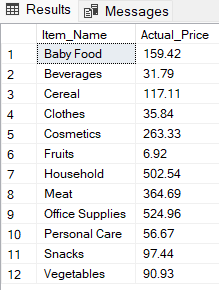 Results Messages
Item_Name Actual_Price
1 Baby Food 159.42
2 Beverages 31.79
3 Cereal 117.11
4 Clothes 35.84
5 Cosmetics 263.33
6 Fruits 6.92
7 Household 502.54
8 Meat 364.69
9 Office Supplies 524.96
10 Personal Care 56.67
11 Snacks 97.44
12 Vegetables 90.93